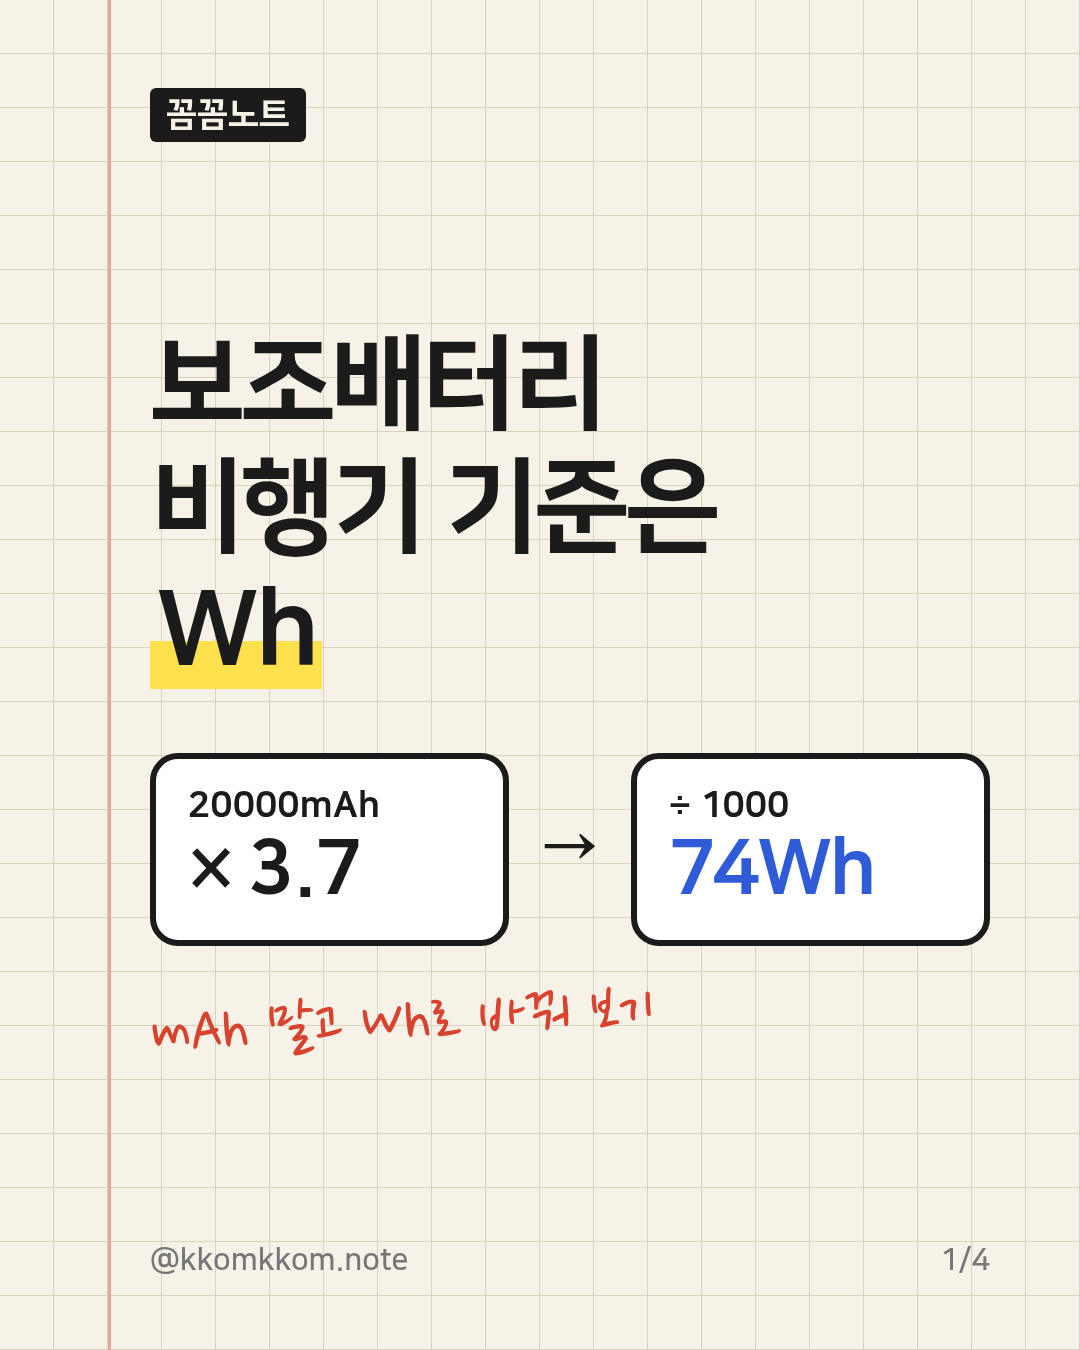 꼼꼼노트
보조배터리
비행기 기준은
Wh
20000mAh
× 3.7
→
÷ 1000
74Wh
mAh 말고 Wh로 바꿔 보기
@kkomkkom.note
1/4